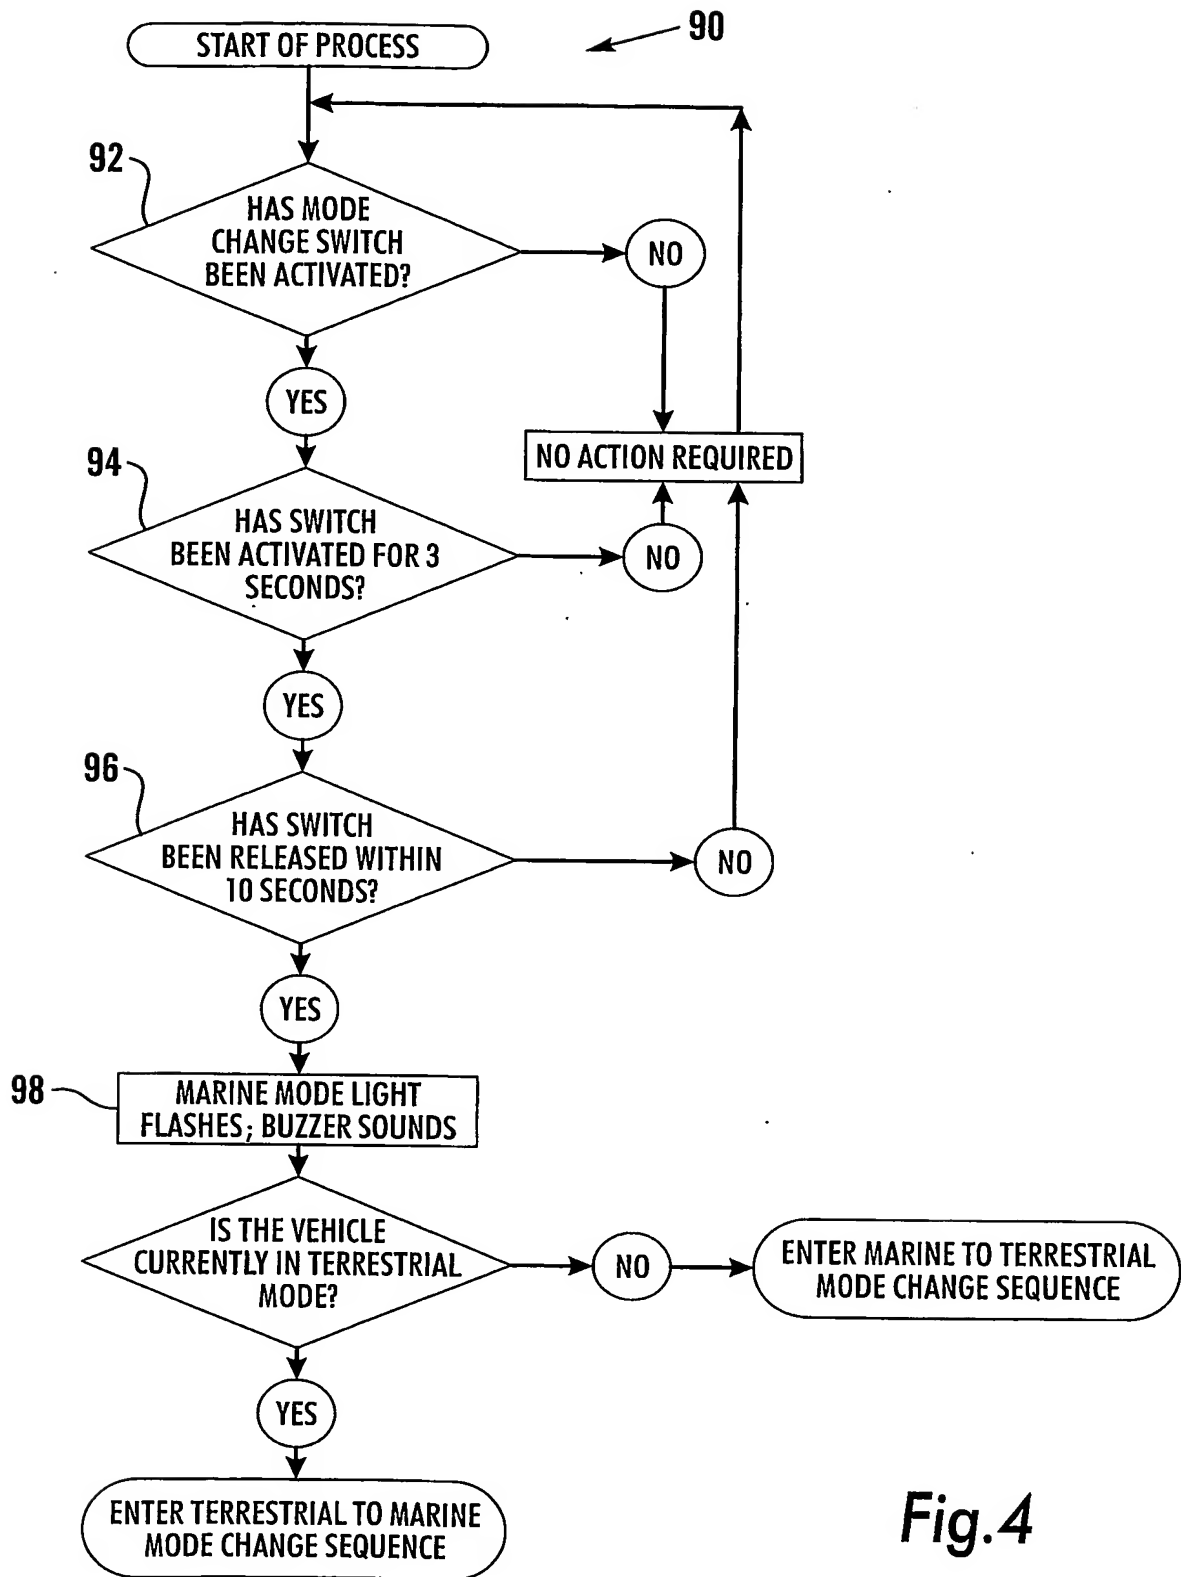 START OF PROCESS
90
92
HAS MODE
CHANGE SWITCH
BEEN ACTIVATED?
NO
YES
NO ACTION REQUIRED
94
HAS SWITCH
BEEN ACTIVATED FOR 3
SECONDS?
NO
YES
96
HAS SWITCH
BEEN RELEASED WITHIN
10 SECONDS?
NO
YES
98
MARINE MODE LIGHT
FLASHES; BUZZER SOUNDS
IS THE VEHICLE
CURRENTLY IN TERRESTRIAL
MODE?
NO
ENTER MARINE TO TERRESTRIAL
MODE CHANGE SEQUENCE
YES
ENTER TERRESTRIAL TO MARINE
MODE CHANGE SEQUENCE
Fig.4